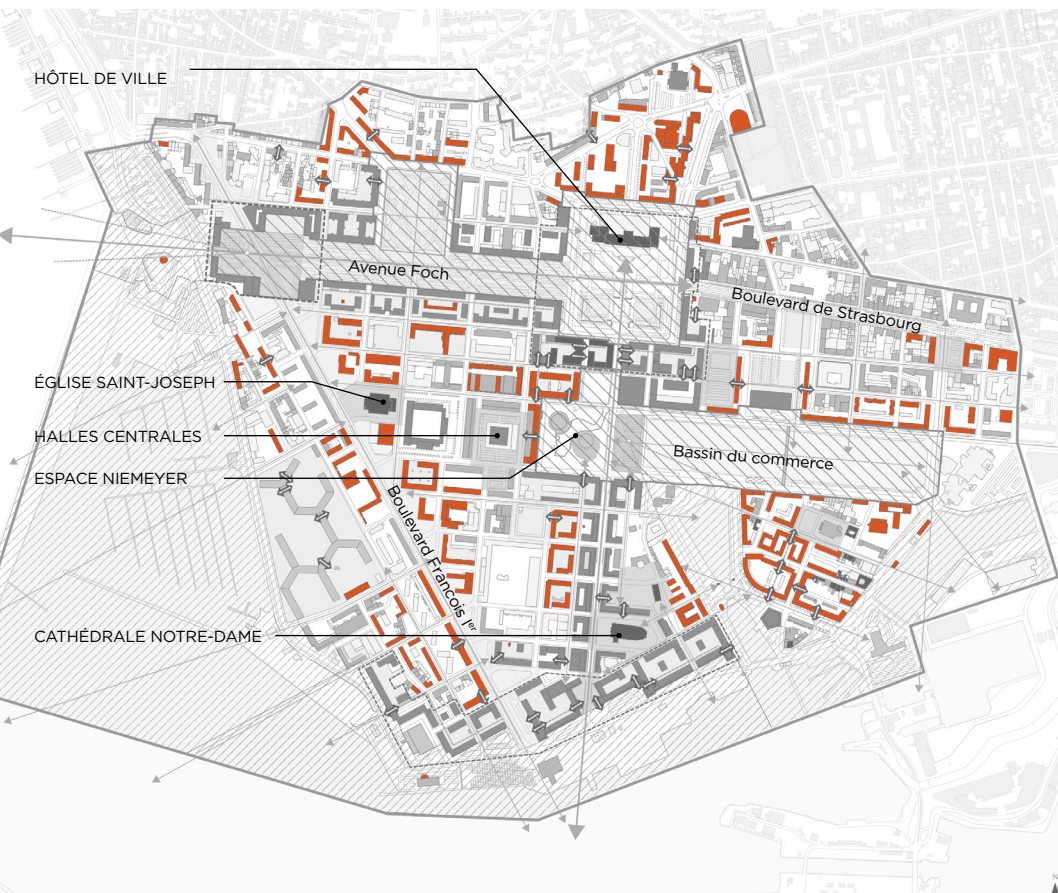 HÔTEL DE VILLE
Avenue Foch
Boulevard de Strasbourg
ÉGLISE SAINT-JOSEPH
HALLES CENTRALES
ESPACE NIEMEYER
Bassin du commerce
Boulevard François Iᵉʳ
CATHÉDRALE NOTRE-DAME
N